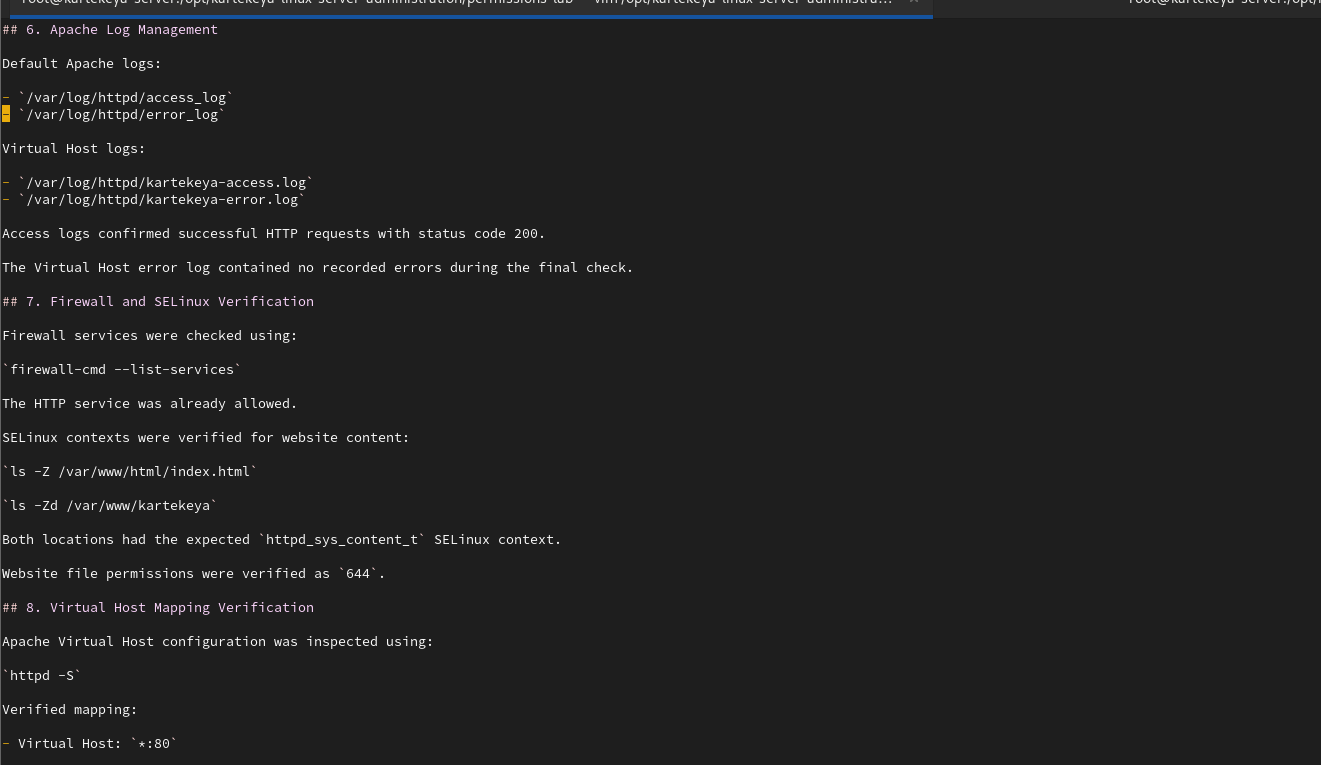 ## 6. Apache Log Management
Default Apache logs:
- `/var/log/httpd/access_log`
- `/var/log/httpd/error_log`
Virtual Host logs:
- `/var/log/httpd/kartekeya-access.log`
- `/var/log/httpd/kartekeya-error.log`
Access logs confirmed successful HTTP requests with status code 200.
The Virtual Host error log contained no recorded errors during the final check.
## 7. Firewall and SELinux Verification
Firewall services were checked using:
`firewall-cmd --list-services`
The HTTP service was already allowed.
SELinux contexts were verified for website content:
`ls -Z /var/www/html/index.html`
`ls -Zd /var/www/kartekeya`
Both locations had the expected `httpd_sys_content_t` SELinux context.
Website file permissions were verified as `644`.
## 8. Virtual Host Mapping Verification
Apache Virtual Host configuration was inspected using:
`httpd -S`
Verified mapping:
- Virtual Host: `*:80`